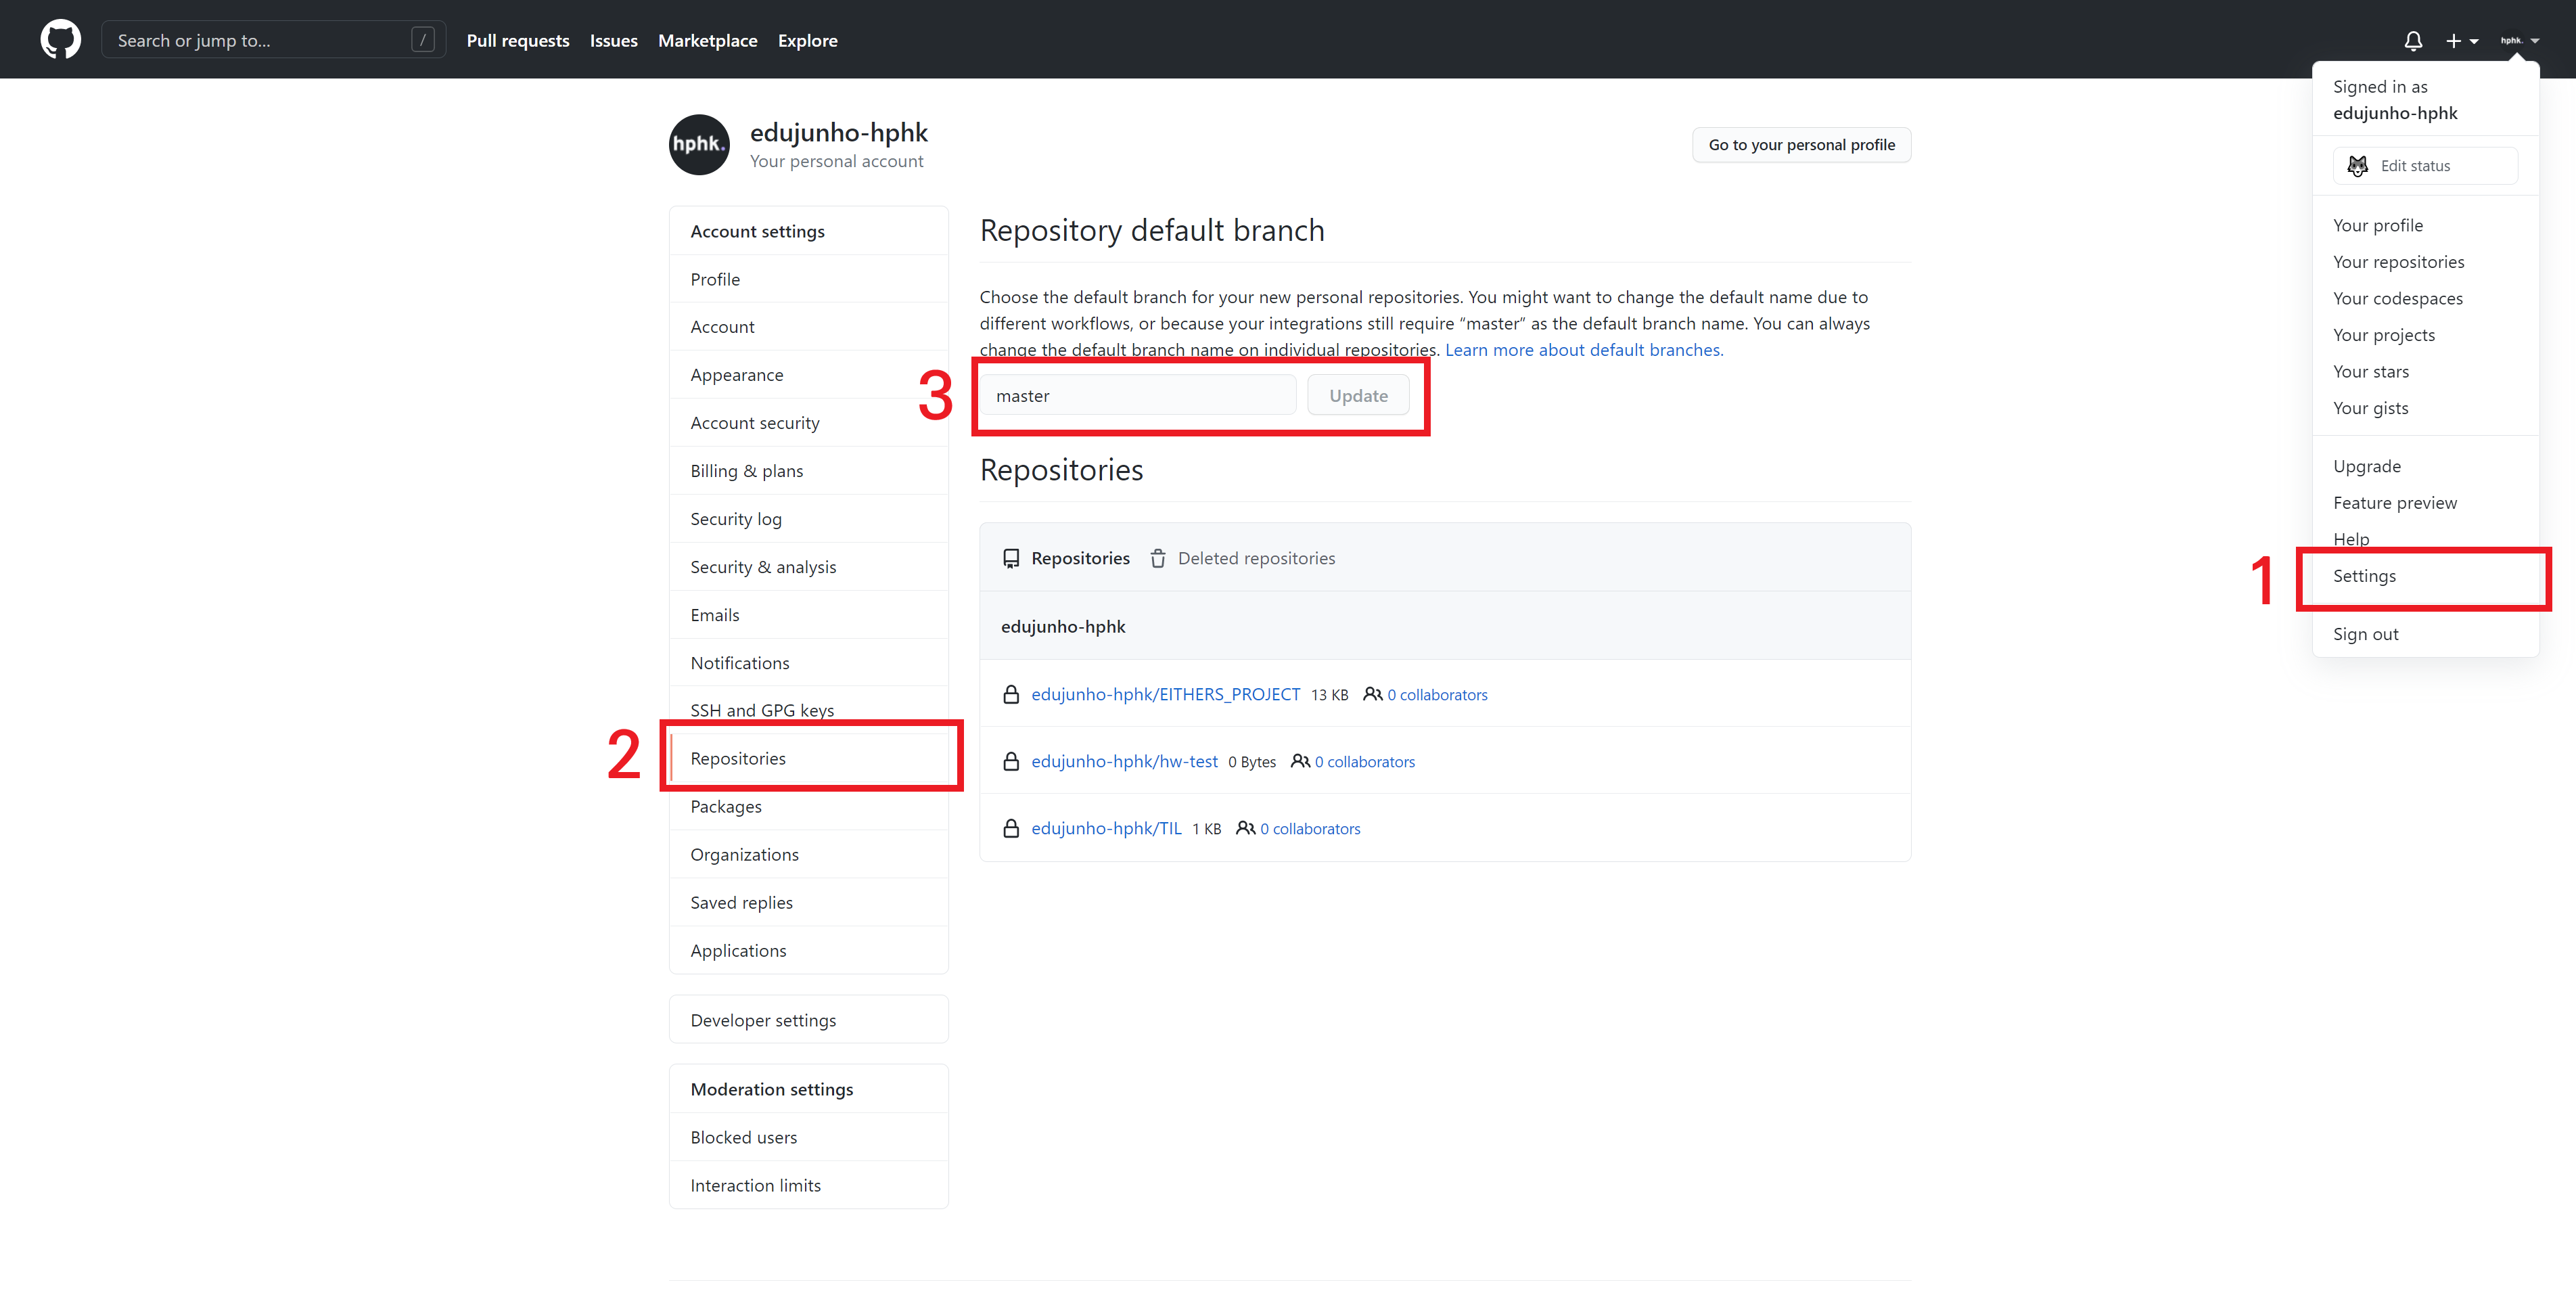 Search or jump to...
/
Pull requests
Issues
Marketplace
Explore
hphk.
Signed in as
edujunho-hphk
Edit status
Your profile
Your repositories
Your codespaces
Your projects
Your stars
Your gists
Upgrade
Feature preview
Help
1
Settings
Sign out
hphk.
edujunho-hphk
Your personal account
Go to your personal profile
Account settings
Profile
Account
Appearance
Account security
Billing & plans
Security log
Security & analysis
Emails
Notifications
SSH and GPG keys
2
Repositories
Packages
Organizations
Saved replies
Applications
Developer settings
Moderation settings
Blocked users
Interaction limits
Repository default branch
Choose the default branch for your new personal repositories. You might want to change the default name due to
different workflows, or because your integrations still require “master” as the default branch name. You can always
change the default branch name on individual repositories. Learn more about default branches.
3
master
Update
Repositories
Repositories
Deleted repositories
edujunho-hphk
edujunho-hphk/EITHERS_PROJECT 13 KB 0 collaborators
edujunho-hphk/hw-test 0 Bytes 0 collaborators
edujunho-hphk/TIL 1 KB 0 collaborators